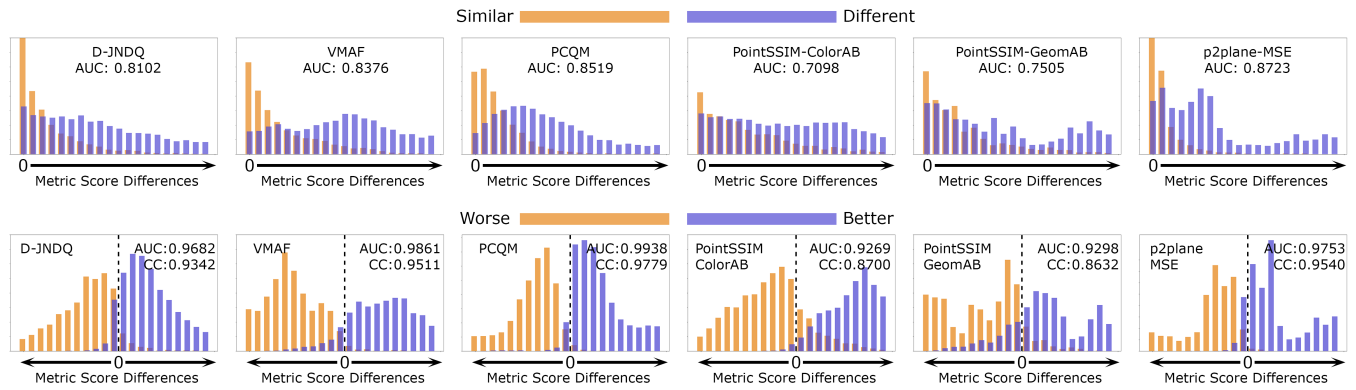 Similar Different
D-JNDQ
AUC: 0.8102
0
Metric Score Differences
VMAF
AUC: 0.8376
0
Metric Score Differences
PCQM
AUC: 0.8519
0
Metric Score Differences
PointSSIM-ColorAB
AUC: 0.7098
0
Metric Score Differences
PointSSIM-GeomAB
AUC: 0.7505
0
Metric Score Differences
p2plane-MSE
AUC: 0.8723
0
Metric Score Differences
Worse Better
D-JNDQ AUC:0.9682
CC:0.9342
0
Metric Score Differences
VMAF AUC:0.9861
CC:0.9511
0
Metric Score Differences
PCQM AUC:0.9938
CC:0.9779
0
Metric Score Differences
PointSSIM AUC:0.9269
ColorAB CC:0.8700
0
Metric Score Differences
PointSSIM AUC:0.9298
GeomAB CC:0.8632
0
Metric Score Differences
p2plane AUC:0.9753
MSE CC:0.9540
0
Metric Score Differences